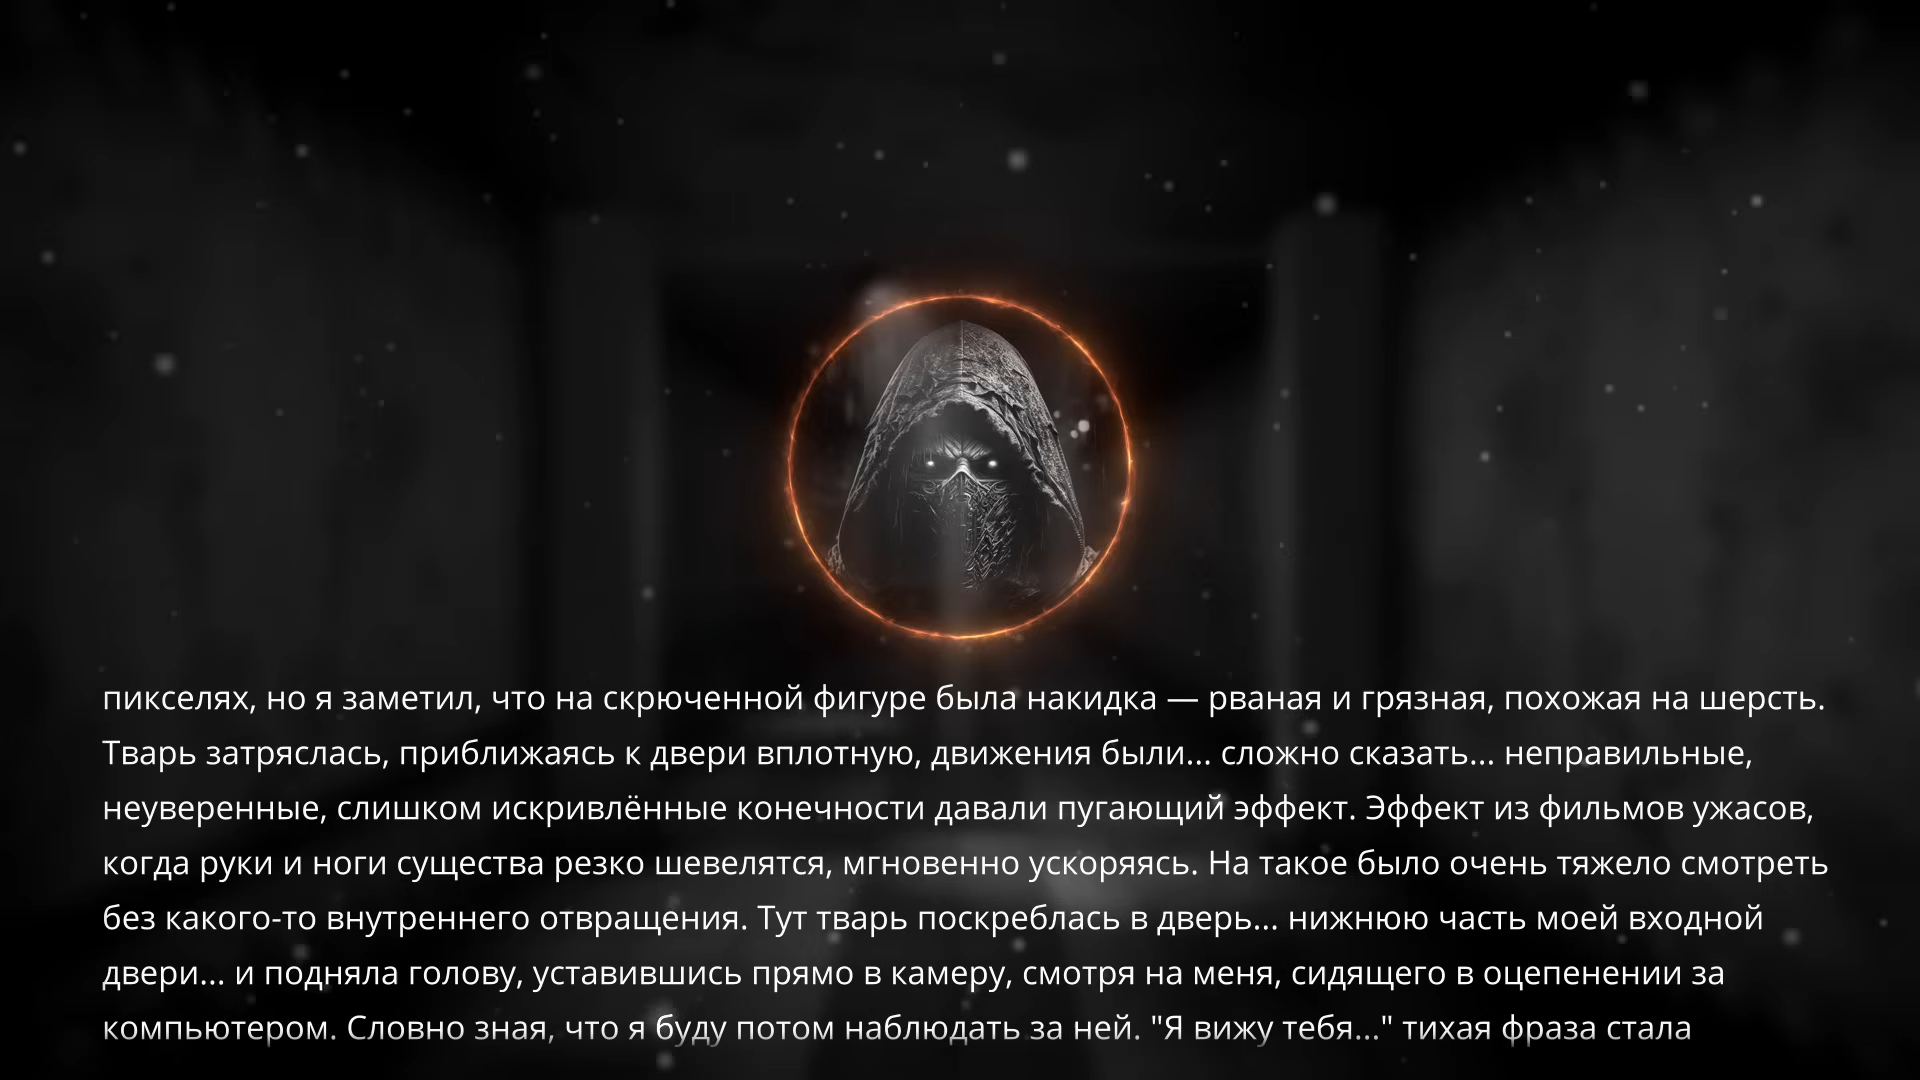 пикселях, но я заметил, что на скрюченной фигуре была накидка — рваная и грязная, похожая на шерсть.
Тварь затряслась, приближаясь к двери вплотную, движения были... сложно сказать... неправильные,
неуверенные, слишком искривлённые конечности давали пугающий эффект. Эффект из фильмов ужасов,
когда руки и ноги существа резко шевелятся, мгновенно ускоряясь. На такое было очень тяжело смотреть
без какого-то внутреннего отвращения. Тут тварь поскреблась в дверь... нижнюю часть моей входной
двери... и подняла голову, уставившись прямо в камеру, смотря на меня, сидящего в оцепенении за
компьютером. Словно зная, что я буду потом наблюдать за ней. "Я вижу тебя..." тихая фраза стала